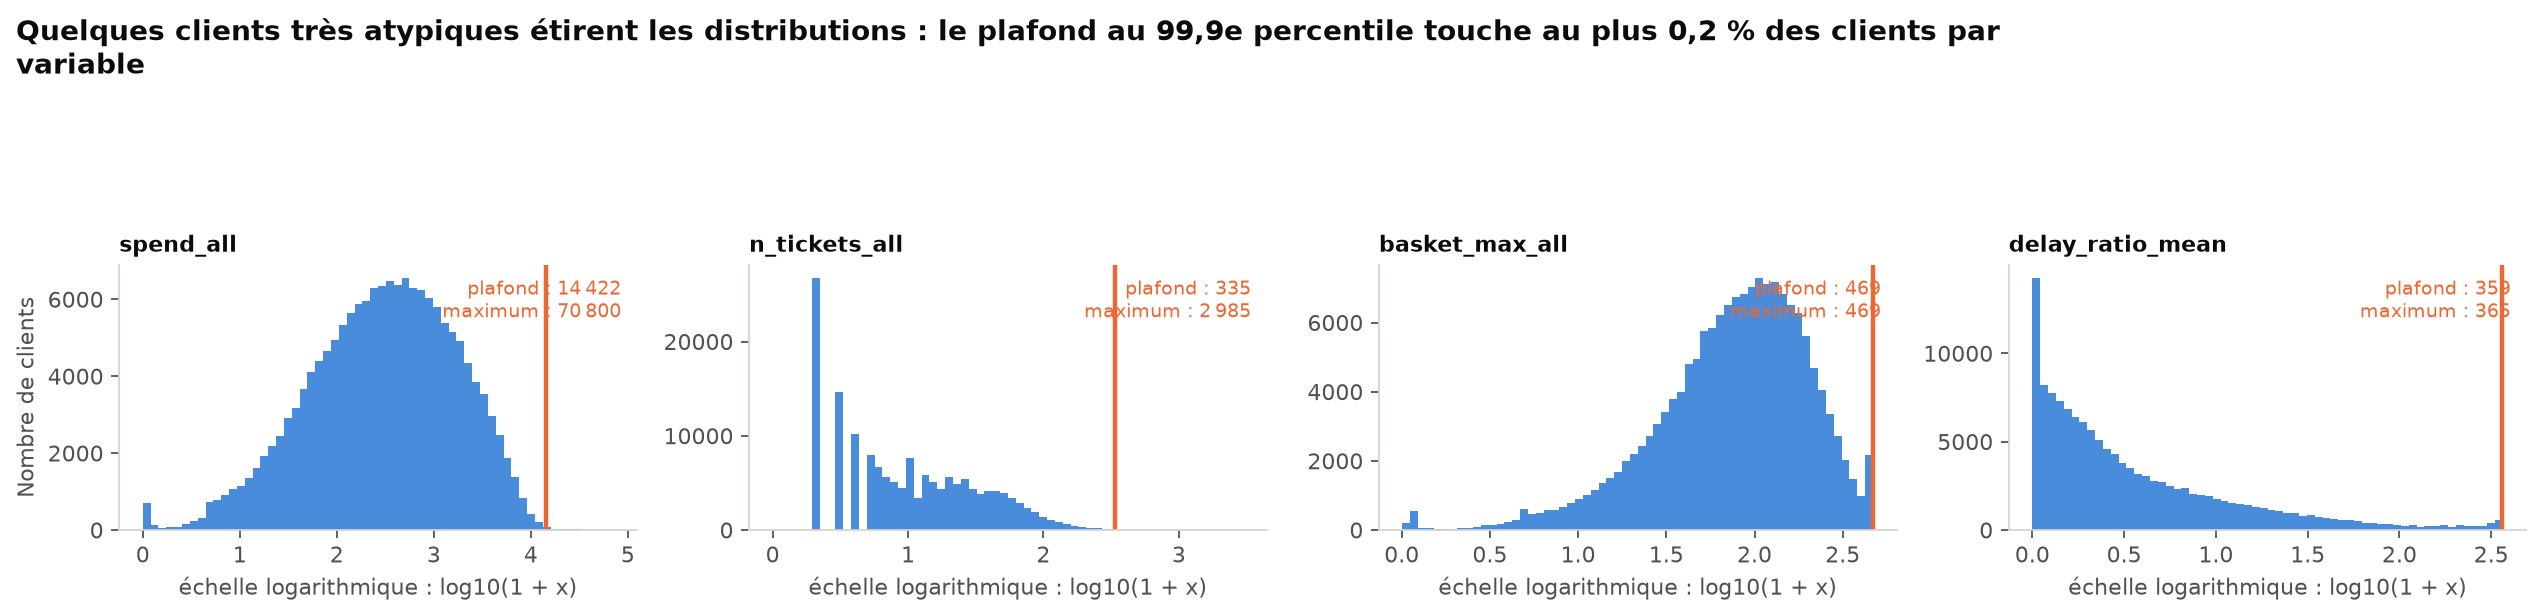 Quelques clients très atypiques étirent les distributions : le plafond au 99,9e percentile touche au plus 0,2 % des clients par
variable
spend_all
Nombre de clients
6000
4000
2000
0
plafond : 14 422
maximum : 70 800
0 1 2 3 4 5
échelle logarithmique : log10(1 + x)
n_tickets_all
20000
10000
0
plafond : 335
maximum : 2 985
0 1 2 3
échelle logarithmique : log10(1 + x)
basket_max_all
6000
4000
2000
0
plafond : 469
maximum : 469
0.0 0.5 1.0 1.5 2.0 2.5
échelle logarithmique : log10(1 + x)
delay_ratio_mean
10000
5000
0
plafond : 359
maximum : 365
0.0 0.5 1.0 1.5 2.0 2.5
échelle logarithmique : log10(1 + x)